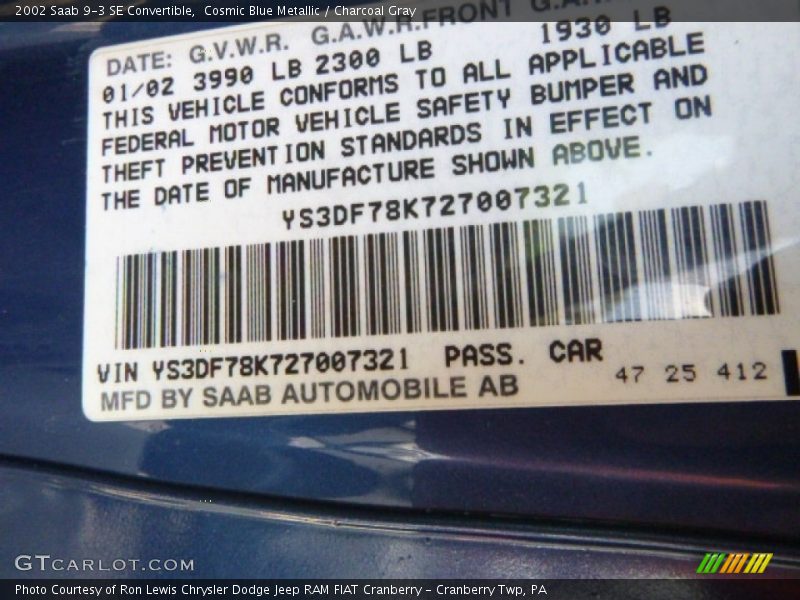 2002 Saab 9-3 SE Convertible, Cosmic Blue Metallic / Charcoal Gray
DATE: G.V.W.R. G.A.W.R.FRONT
01/02 3990 LB 2300 LB 1930 LB
THIS VEHICLE CONFORMS TO ALL APPLICABLE
FEDERAL MOTOR VEHICLE SAFETY BUMPER AND
THEFT PREVENTION STANDARDS IN EFFECT ON
THE DATE OF MANUFACTURE SHOWN ABOVE.
YS3DF78K727007321
VIN YS3DF78K727007321 PASS. CAR
MFD BY SAAB AUTOMOBILE AB 47 25 412
GTCARLOT.COM
Photo Courtesy of Ron Lewis Chrysler Dodge Jeep RAM FIAT Cranberry – Cranberry Twp, PA